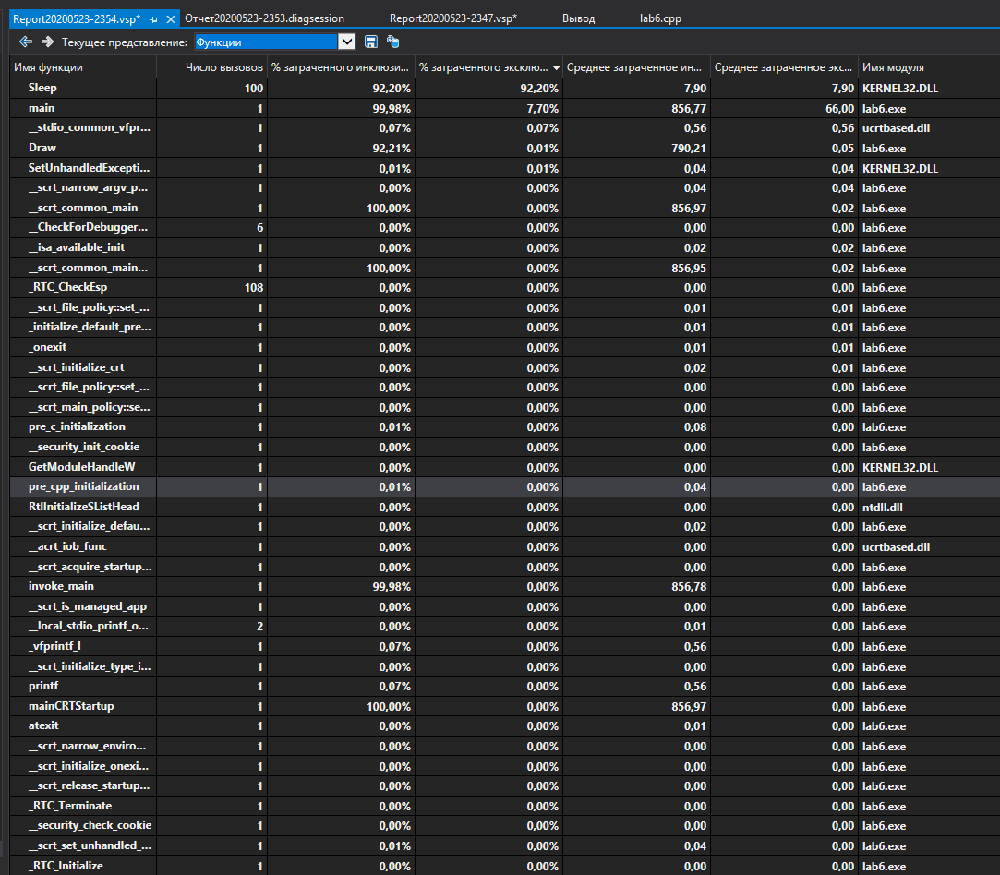 Report20200523-2354.vsp* Отчет20200523-2353.diagsession Report20200523-2347.vsp* Вывод lab6.cpp
Текущее представление: Функции
Имя функции Число вызовов % затраченного инклюзи... % затраченного эксклю... Среднее затраченное ин... Среднее затраченное экс... Имя модуля
Sleep 100 92,20% 92,20% 7,90 7,90 KERNEL32.DLL
main 1 99,98% 7,70% 856,77 66,00 lab6.exe
__stdio_common_vfpr... 1 0,07% 0,07% 0,56 0,56 ucrtbased.dll
Draw 1 92,21% 0,01% 790,21 0,05 lab6.exe
SetUnhandledExcepti... 1 0,01% 0,01% 0,04 0,04 KERNEL32.DLL
__scrt_narrow_argv_p... 1 0,00% 0,00% 0,04 0,04 lab6.exe
__scrt_common_main 1 100,00% 0,00% 856,97 0,02 lab6.exe
__CheckForDebugger... 6 0,00% 0,00% 0,00 0,00 lab6.exe
__isa_available_init 1 0,00% 0,00% 0,02 0,02 lab6.exe
__scrt_common_main... 1 100,00% 0,00% 856,95 0,02 lab6.exe
_RTC_CheckEsp 108 0,00% 0,00% 0,00 0,00 lab6.exe
__scrt_file_policy::set_... 1 0,00% 0,00% 0,01 0,01 lab6.exe
_initialize_default_pre... 1 0,00% 0,00% 0,01 0,01 lab6.exe
_onexit 1 0,00% 0,00% 0,01 0,01 lab6.exe
__scrt_initialize_crt 1 0,00% 0,00% 0,02 0,01 lab6.exe
__scrt_file_policy::set_... 1 0,00% 0,00% 0,00 0,00 lab6.exe
__scrt_main_policy::se... 1 0,00% 0,00% 0,00 0,00 lab6.exe
pre_c_initialization 1 0,01% 0,00% 0,08 0,00 lab6.exe
__security_init_cookie 1 0,00% 0,00% 0,00 0,00 lab6.exe
GetModuleHandleW 1 0,00% 0,00% 0,00 0,00 KERNEL32.DLL
pre_cpp_initialization 1 0,01% 0,00% 0,04 0,00 lab6.exe
RtlInitializeSListHead 1 0,00% 0,00% 0,00 0,00 ntdll.dll
__scrt_initialize_defau... 1 0,00% 0,00% 0,02 0,00 lab6.exe
__acrt_iob_func 1 0,00% 0,00% 0,00 0,00 ucrtbased.dll
__scrt_acquire_startup... 1 0,00% 0,00% 0,00 0,00 lab6.exe
invoke_main 1 99,98% 0,00% 856,78 0,00 lab6.exe
__scrt_is_managed_app 1 0,00% 0,00% 0,00 0,00 lab6.exe
__local_stdio_printf_o... 2 0,00% 0,00% 0,01 0,00 lab6.exe
_vfprintf_l 1 0,07% 0,00% 0,56 0,00 lab6.exe
__scrt_initialize_type_i... 1 0,00% 0,00% 0,00 0,00 lab6.exe
printf 1 0,07% 0,00% 0,56 0,00 lab6.exe
mainCRTStartup 1 100,00% 0,00% 856,97 0,00 lab6.exe
atexit 1 0,00% 0,00% 0,01 0,00 lab6.exe
__scrt_narrow_enviro... 1 0,00% 0,00% 0,00 0,00 lab6.exe
__scrt_initialize_onexi... 1 0,00% 0,00% 0,00 0,00 lab6.exe
__scrt_release_startup... 1 0,00% 0,00% 0,00 0,00 lab6.exe
_RTC_Terminate 1 0,00% 0,00% 0,00 0,00 lab6.exe
__security_check_cookie 1 0,00% 0,00% 0,00 0,00 lab6.exe
__scrt_set_unhandled_... 1 0,01% 0,00% 0,04 0,00 lab6.exe
_RTC_Initialize 1 0,00% 0,00% 0,00 0,00 lab6.exe